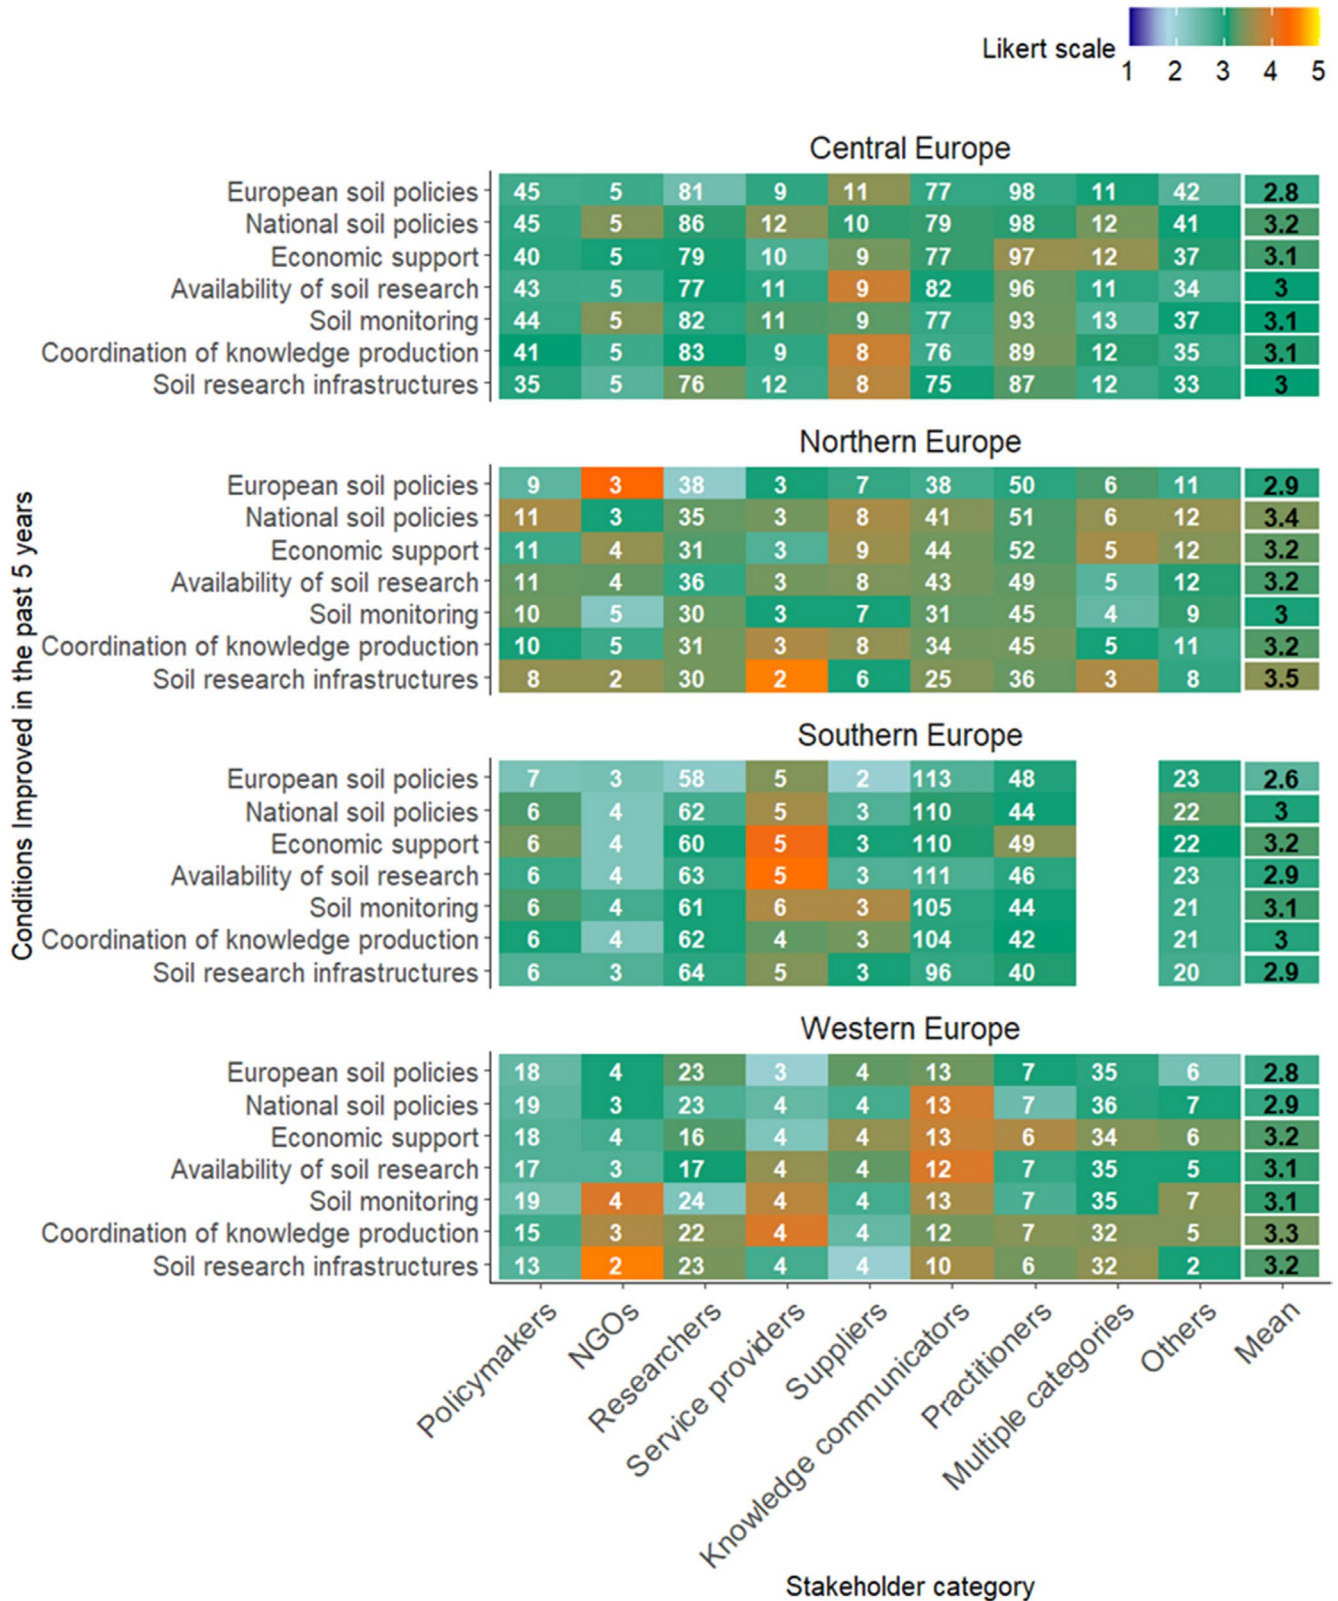 Likert scale
1 2 3 4 5
Central Europe
European soil policies 45 5 81 9 11 77 98 11 42 2.8
National soil policies 45 5 86 12 10 79 98 12 41 3.2
Economic support 40 5 79 10 9 77 97 12 37 3.1
Availability of soil research 43 5 77 11 9 82 96 11 34 3
Soil monitoring 44 5 82 11 9 77 93 13 37 3.1
Coordination of knowledge production 41 5 83 9 8 76 89 12 35 3.1
Soil research infrastructures 35 5 76 12 8 75 87 12 33 3
Northern Europe
European soil policies 9 3 38 3 7 38 50 6 11 2.9
National soil policies 11 3 35 3 8 41 51 6 12 3.4
Economic support 11 4 31 3 9 44 52 5 12 3.2
Availability of soil research 11 4 36 3 8 43 49 5 12 3.2
Soil monitoring 10 5 30 3 7 31 45 4 9 3
Coordination of knowledge production 10 5 31 3 8 34 45 5 11 3.2
Soil research infrastructures 8 2 30 2 6 25 36 3 8 3.5
Southern Europe
European soil policies 7 3 58 5 2 113 48 23 2.6
National soil policies 6 4 62 5 3 110 44 22 3
Economic support 6 4 60 5 3 110 49 22 3.2
Availability of soil research 6 4 63 5 3 111 46 23 2.9
Soil monitoring 6 4 61 6 3 105 44 21 3.1
Coordination of knowledge production 6 4 62 4 3 104 42 21 3
Soil research infrastructures 6 3 64 5 3 96 40 20 2.9
Western Europe
European soil policies 18 4 23 3 4 13 7 35 6 2.8
National soil policies 19 3 23 4 4 13 7 36 7 2.9
Economic support 18 4 16 4 4 13 6 34 6 3.2
Availability of soil research 17 3 17 4 4 12 7 35 5 3.1
Soil monitoring 19 4 24 4 4 13 7 35 7 3.1
Coordination of knowledge production 15 3 22 4 4 12 7 32 5 3.3
Soil research infrastructures 13 2 23 4 4 10 6 32 2 3.2
Conditions Improved in the past 5 years
Policymakers
NGOs
Researchers
Service providers
Suppliers
Knowledge communicators
Practitioners
Multiple categories
Others
Mean
Stakeholder category